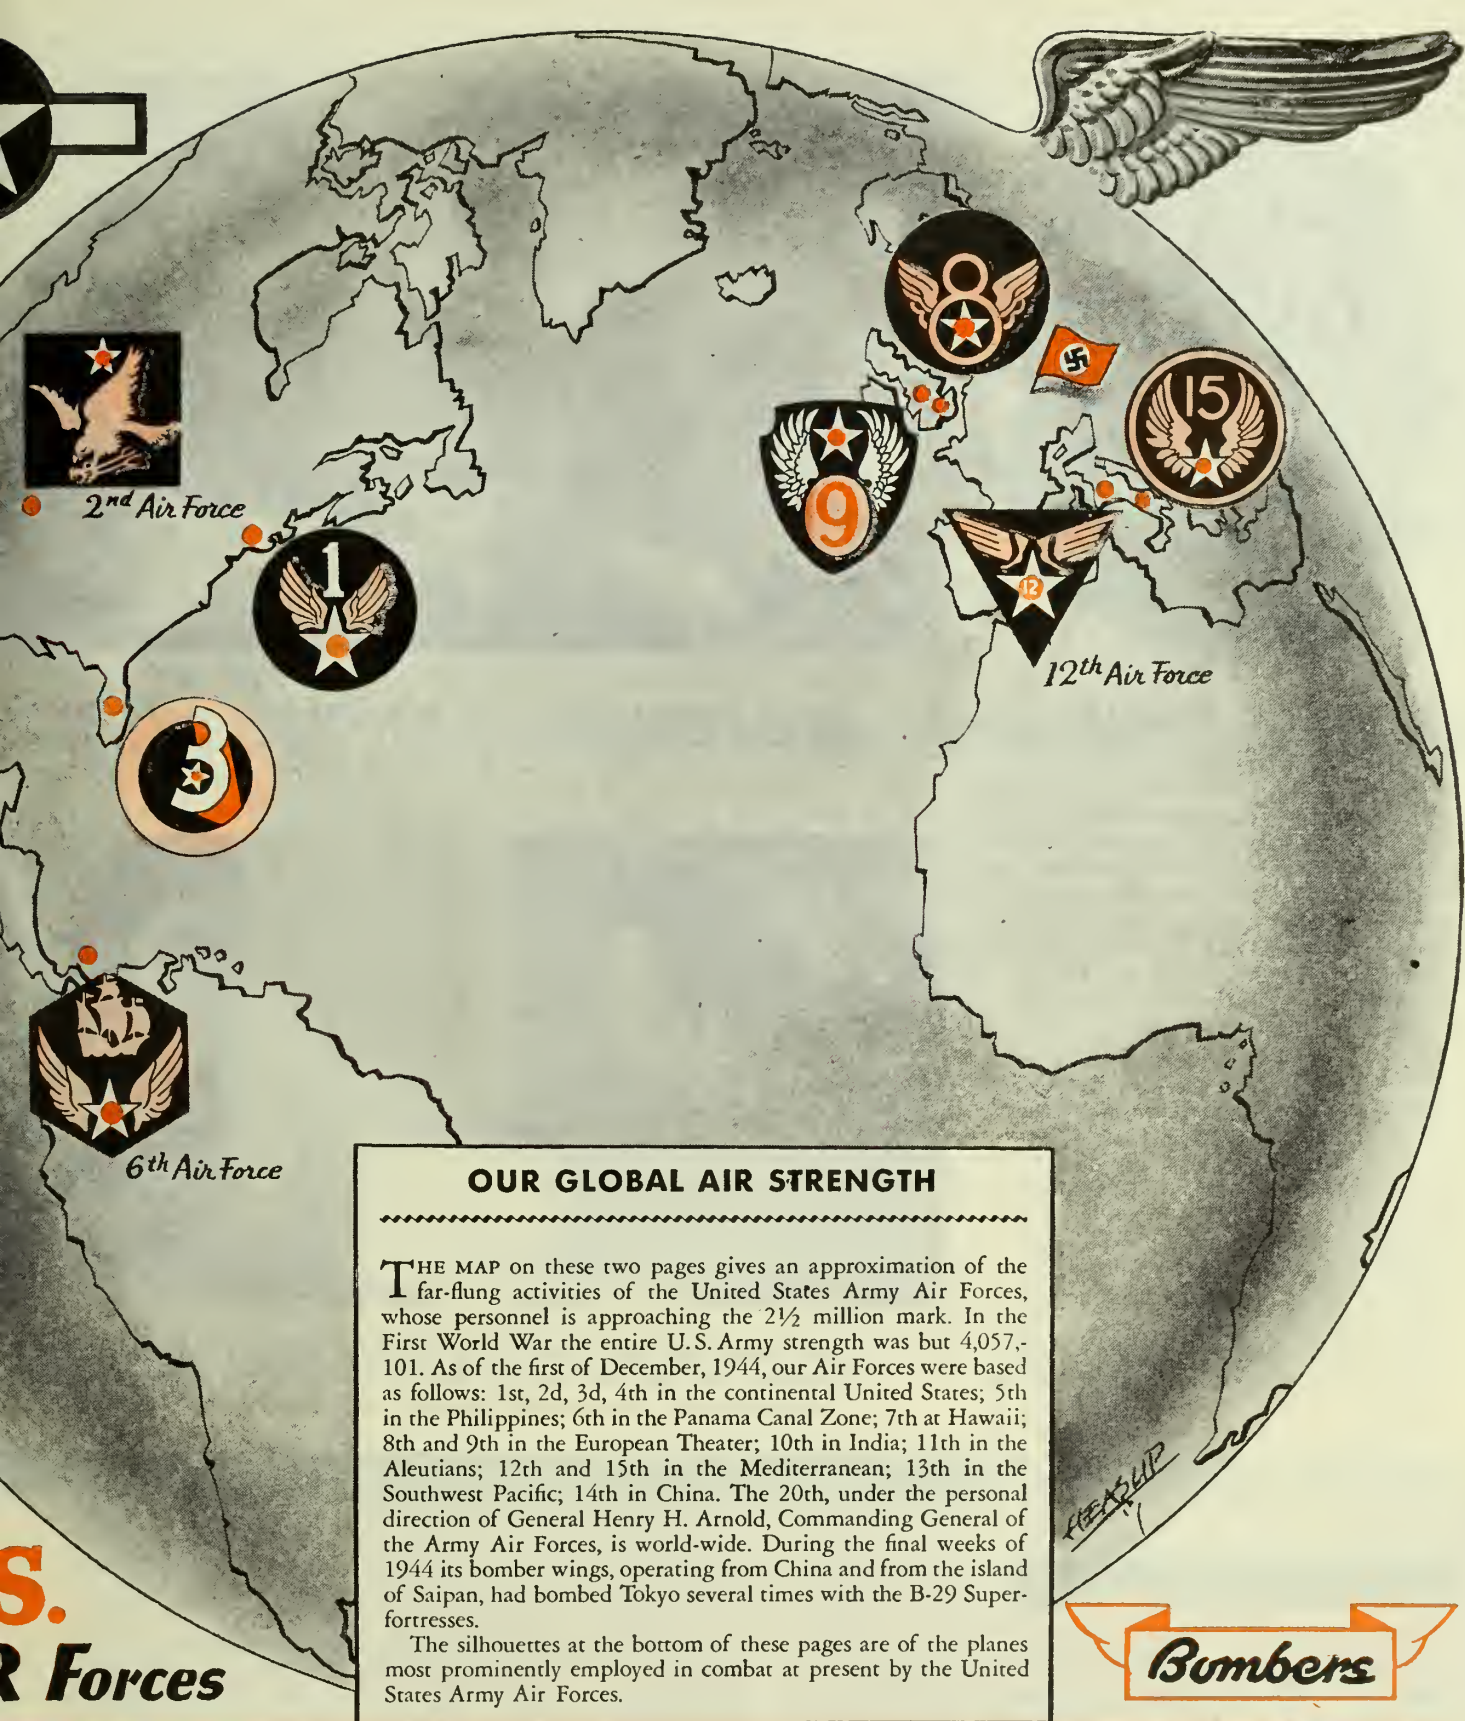 8
15
9
2nd Air Force
1
12
12th Air Force
3
6th Air Force
OUR GLOBAL AIR STRENGTH
THE MAP on these two pages gives an approximation of the
far-flung activities of the United States Army Air Forces,
whose personnel is approaching the 2½ million mark. In the
First World War the entire U.S. Army strength was but 4,057,-
101. As of the first of December, 1944, our Air Forces were based
as follows: 1st, 2d, 3d, 4th in the continental United States; 5th
in the Philippines; 6th in the Panama Canal Zone; 7th at Hawaii;
8th and 9th in the European Theater; 10th in India; 11th in the
Aleutians; 12th and 15th in the Mediterranean; 13th in the
Southwest Pacific; 14th in China. The 20th, under the personal
direction of General Henry H. Arnold, Commanding General of
the Army Air Forces, is world-wide. During the final weeks of
1944 its bomber wings, operating from China and from the island
of Saipan, had bombed Tokyo several times with the B-29 Super-
fortresses.
The silhouettes at the bottom of these pages are of the planes
most prominently employed in combat at present by the United
States Army Air Forces.
HEASLIP
S.
R Forces
Bombers